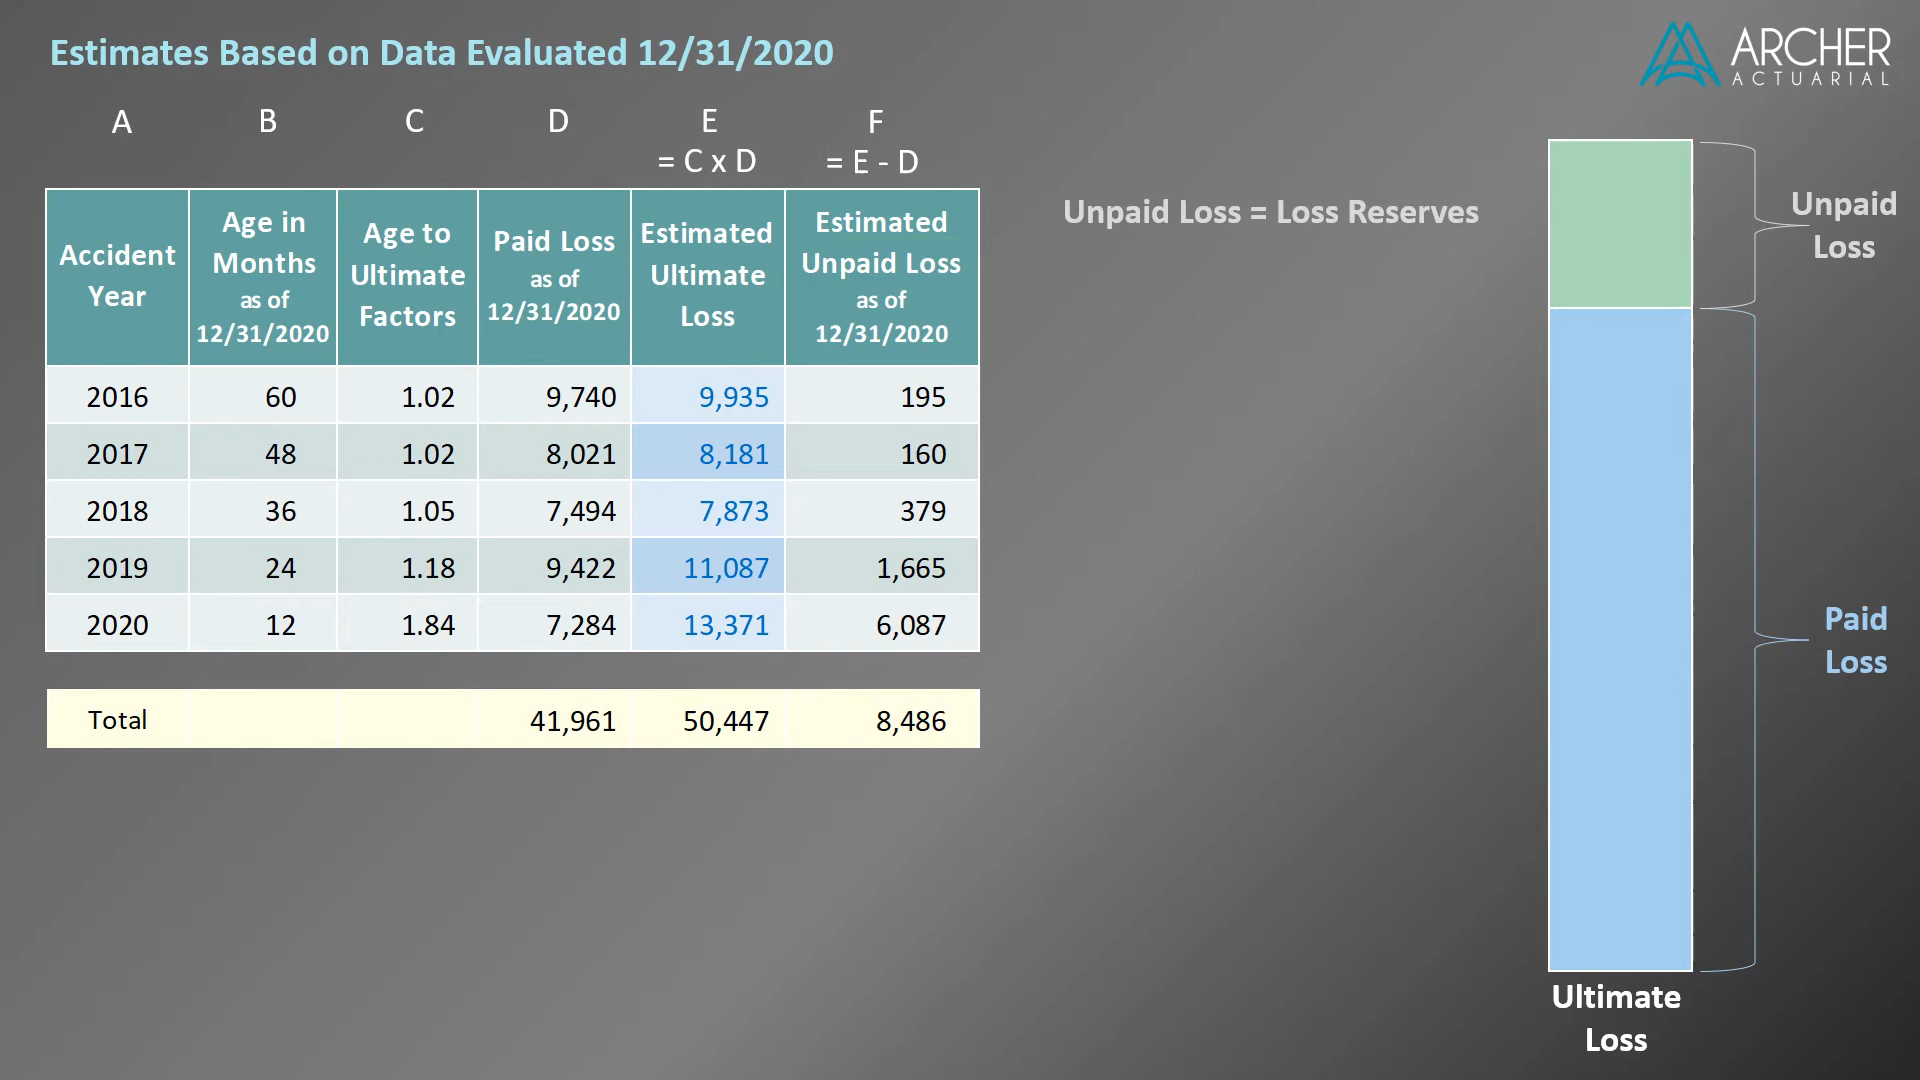 Estimates Based on Data Evaluated 12/31/2020
ARCHER
ACTUARIAL
A B C D E F
= C x D = E - D
Accident Year
Age in Months as of 12/31/2020
Age to Ultimate Factors
Paid Loss as of 12/31/2020
Estimated Ultimate Loss
Estimated Unpaid Loss as of 12/31/2020
2016 60 1.02 9,740 9,935 195
2017 48 1.02 8,021 8,181 160
2018 36 1.05 7,494 7,873 379
2019 24 1.18 9,422 11,087 1,665
2020 12 1.84 7,284 13,371 6,087
Total 41,961 50,447 8,486
Unpaid Loss = Loss Reserves
Unpaid
Loss
Paid
Loss
Ultimate
Loss